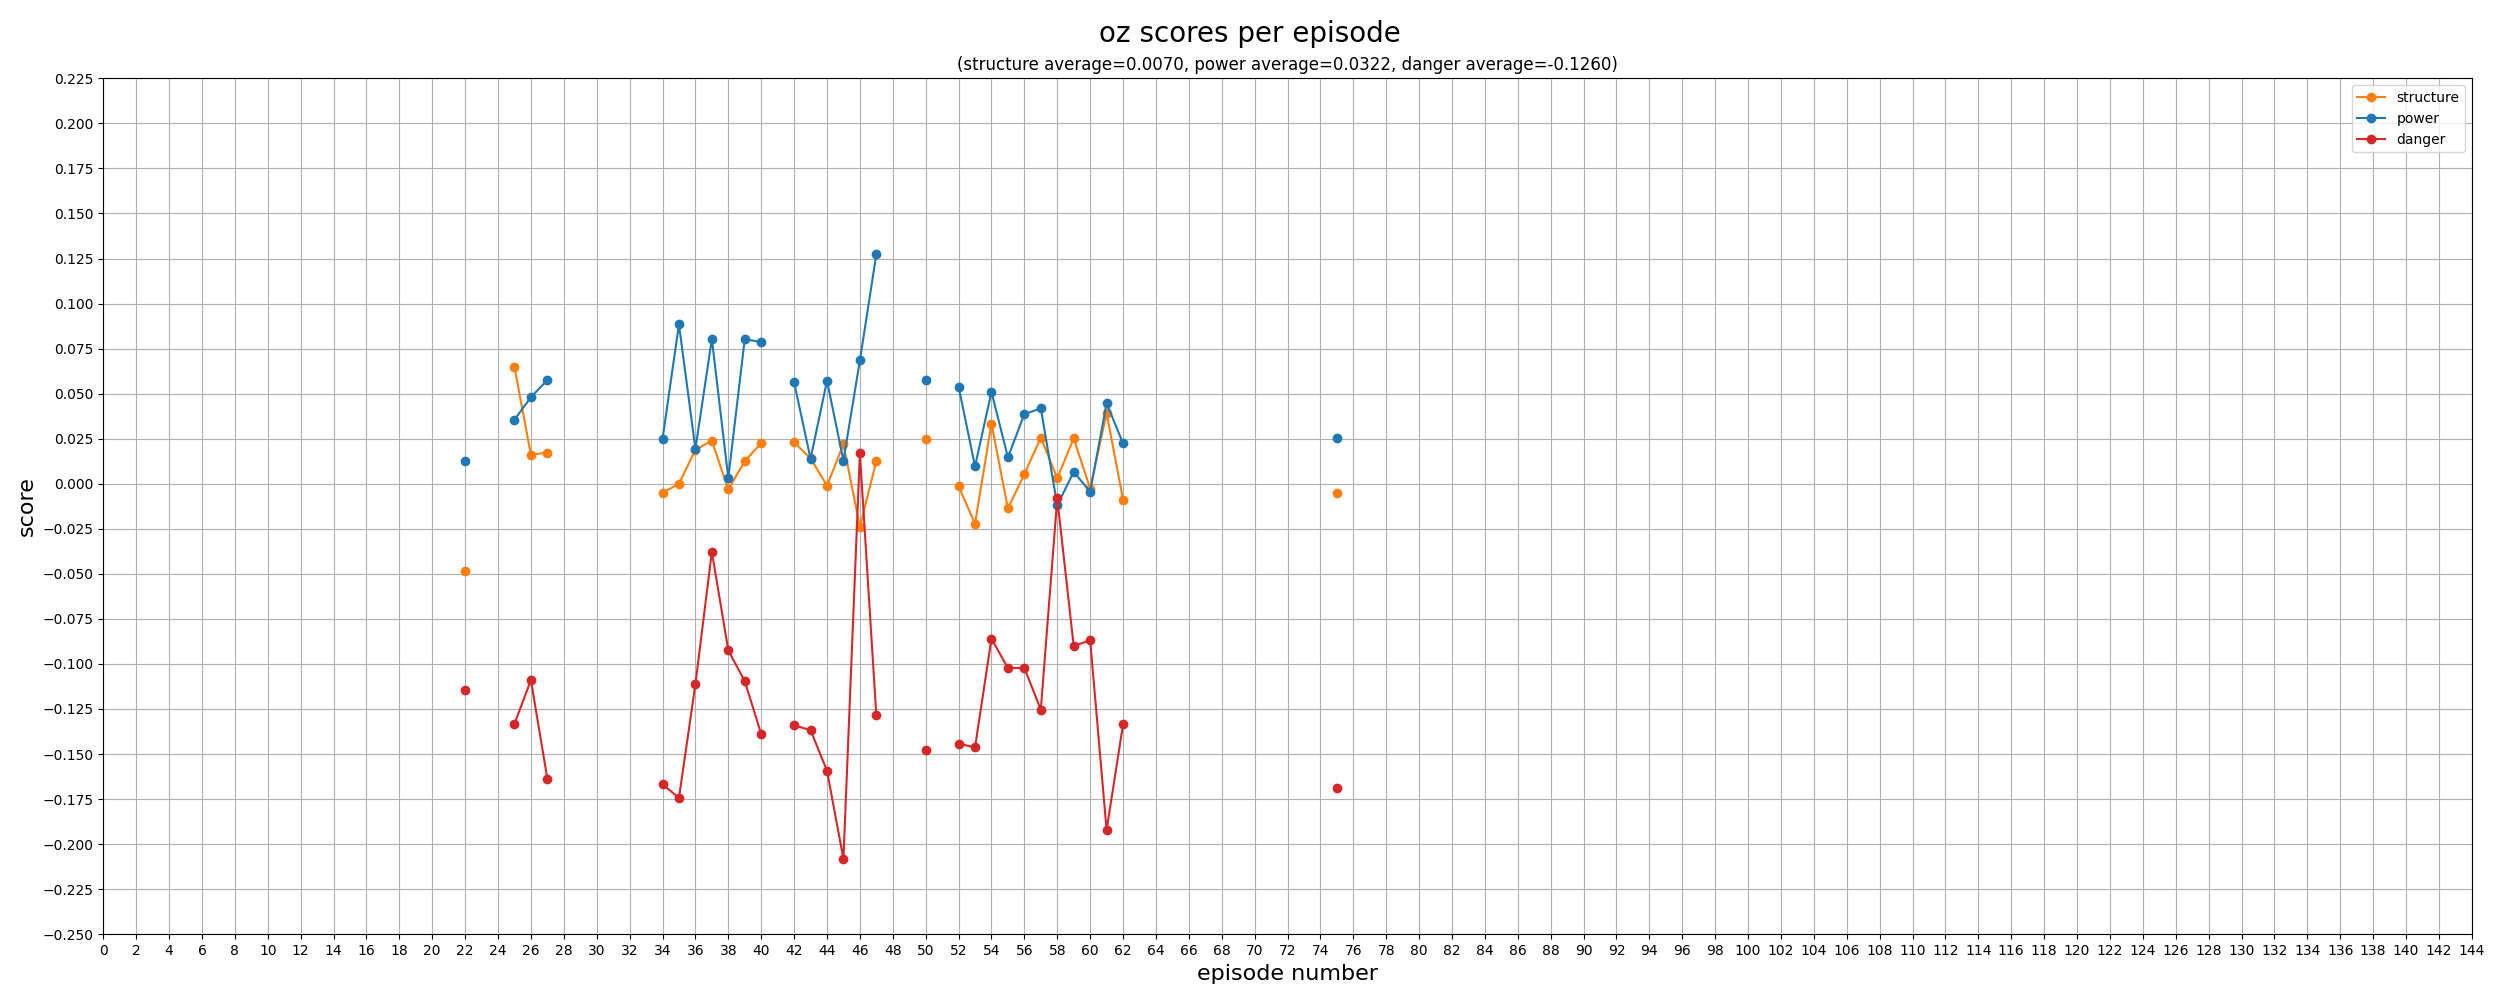 oz scores per episode
(structure average=0.0070, power average=0.0322, danger average=-0.1260)
structure
power
danger
score
0.225
0.200
0.175
0.150
0.125
0.100
0.075
0.050
0.025
0.000
−0.025
−0.050
−0.075
−0.100
−0.125
−0.150
−0.175
−0.200
−0.225
−0.250
0 2 4 6 8 10 12 14 16 18 20 22 24 26 28 30 32 34 36 38 40 42 44 46 48 50 52 54 56 58 60 62 64 66 68 70 72 74 76 78 80 82 84 86 88 90 92 94 96 98 100 102 104 106 108 110 112 114 116 118 120 122 124 126 128 130 132 134 136 138 140 142 144
episode number